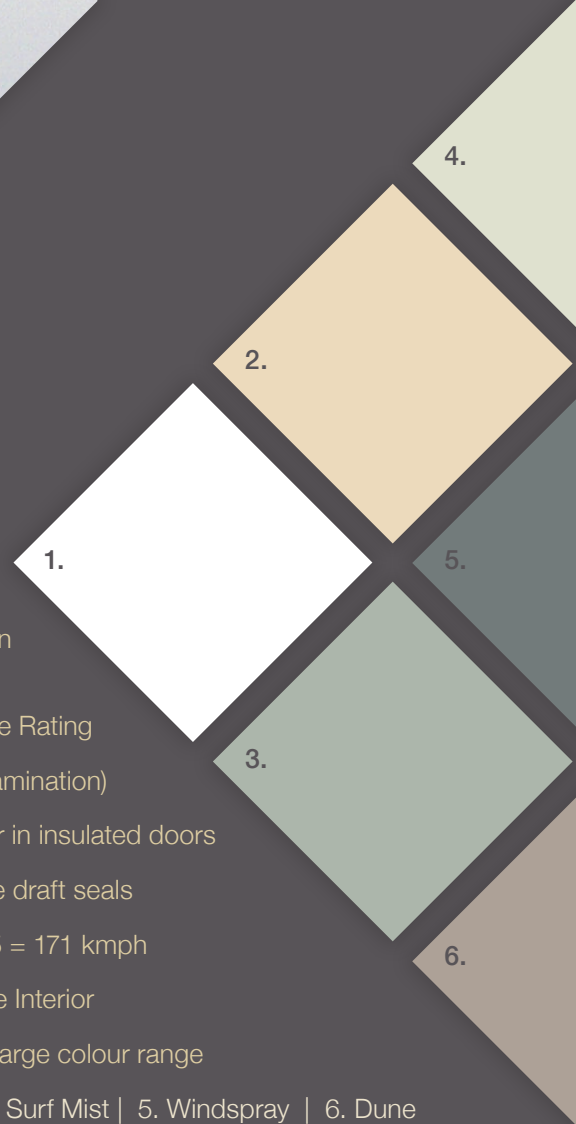 4.
2.
1.
5.
n
e Rating
3.
amination)
r in insulated doors
e draft seals
= 171 kmph
6.
e Interior
arge colour range
Surf Mist | 5. Windspray | 6. Dune